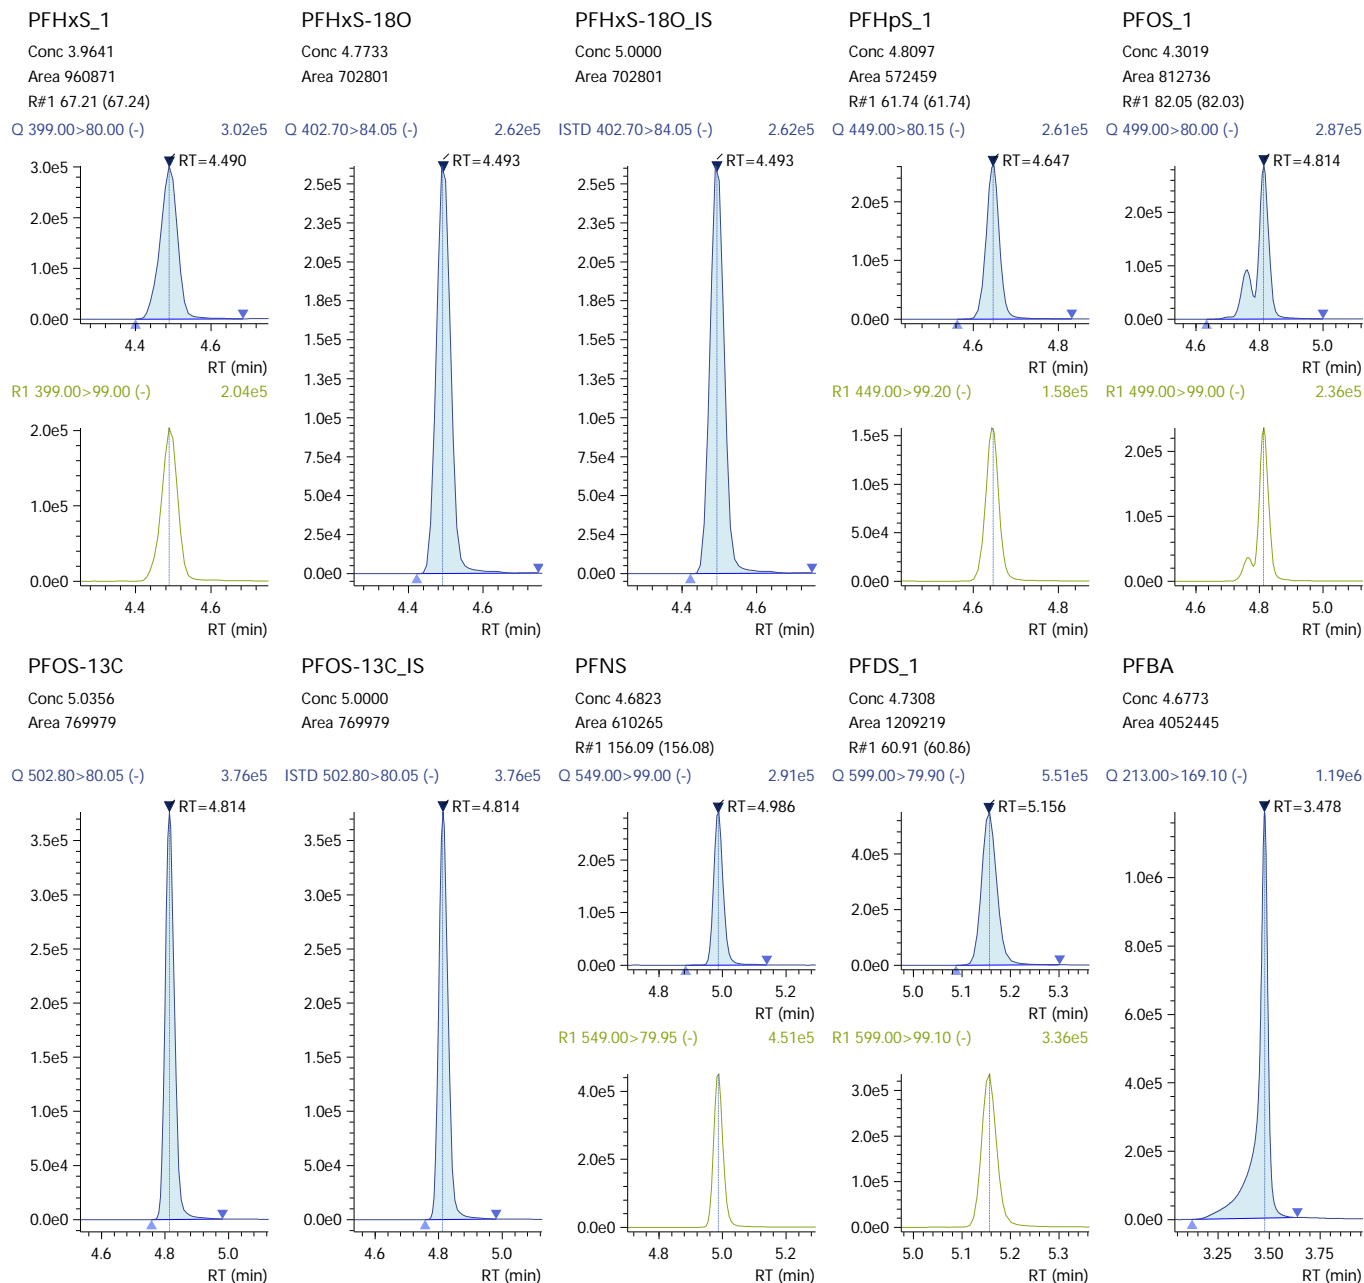 PFHxS_1
Conc 3.9641
Area 960871
R#1 67.21 (67.24)
Q 399.00>80.00 (-) 3.02e5
RT=4.490
3.0e5
2.0e5
1.0e5
0.0e0
4.4 4.6
RT (min)
R1 399.00>99.00 (-) 2.04e5
2.0e5
1.0e5
0.0e0
4.4 4.6
RT (min)
PFHxS-18O
Conc 4.7733
Area 702801
Q 402.70>84.05 (-) 2.62e5
RT=4.493
2.5e5
2.3e5
2.0e5
1.8e5
1.5e5
1.3e5
1.0e5
7.5e4
5.0e4
2.5e4
0.0e0
4.4 4.6
RT (min)
PFHxS-18O_IS
Conc 5.0000
Area 702801
ISTD 402.70>84.05 (-) 2.62e5
RT=4.493
2.5e5
2.3e5
2.0e5
1.8e5
1.5e5
1.3e5
1.0e5
7.5e4
5.0e4
2.5e4
0.0e0
4.4 4.6
RT (min)
PFHpS_1
Conc 4.8097
Area 572459
R#1 61.74 (61.74)
Q 449.00>80.15 (-) 2.61e5
RT=4.647
2.0e5
1.0e5
0.0e0
4.6 4.8
RT (min)
R1 449.00>99.20 (-) 1.58e5
1.5e5
1.0e5
5.0e4
0.0e0
4.6 4.8
RT (min)
PFOS_1
Conc 4.3019
Area 812736
R#1 82.05 (82.03)
Q 499.00>80.00 (-) 2.87e5
RT=4.814
2.0e5
1.0e5
0.0e0
4.6 4.8 5.0
RT (min)
R1 499.00>99.00 (-) 2.36e5
2.0e5
1.0e5
0.0e0
4.6 4.8 5.0
RT (min)
PFOS-13C
Conc 5.0356
Area 769979
Q 502.80>80.05 (-) 3.76e5
RT=4.814
3.5e5
3.0e5
2.5e5
2.0e5
1.5e5
1.0e5
5.0e4
0.0e0
4.6 4.8 5.0
RT (min)
PFOS-13C_IS
Conc 5.0000
Area 769979
ISTD 502.80>80.05 (-) 3.76e5
RT=4.814
3.5e5
3.0e5
2.5e5
2.0e5
1.5e5
1.0e5
5.0e4
0.0e0
4.6 4.8 5.0
RT (min)
PFNS
Conc 4.6823
Area 610265
R#1 156.09 (156.08)
Q 549.00>99.00 (-) 2.91e5
RT=4.986
2.0e5
1.0e5
0.0e0
4.8 5.0 5.2
RT (min)
R1 549.00>79.95 (-) 4.51e5
4.0e5
2.0e5
0.0e0
4.8 5.0 5.2
RT (min)
PFDS_1
Conc 4.7308
Area 1209219
R#1 60.91 (60.86)
Q 599.00>79.90 (-) 5.51e5
RT=5.156
4.0e5
2.0e5
0.0e0
5.0 5.1 5.2 5.3
RT (min)
R1 599.00>99.10 (-) 3.36e5
3.0e5
2.0e5
1.0e5
0.0e0
5.0 5.1 5.2 5.3
RT (min)
PFBA
Conc 4.6773
Area 4052445
Q 213.00>169.10 (-) 1.19e6
RT=3.478
1.0e6
8.0e5
6.0e5
4.0e5
2.0e5
0.0e0
3.25 3.50 3.75
RT (min)